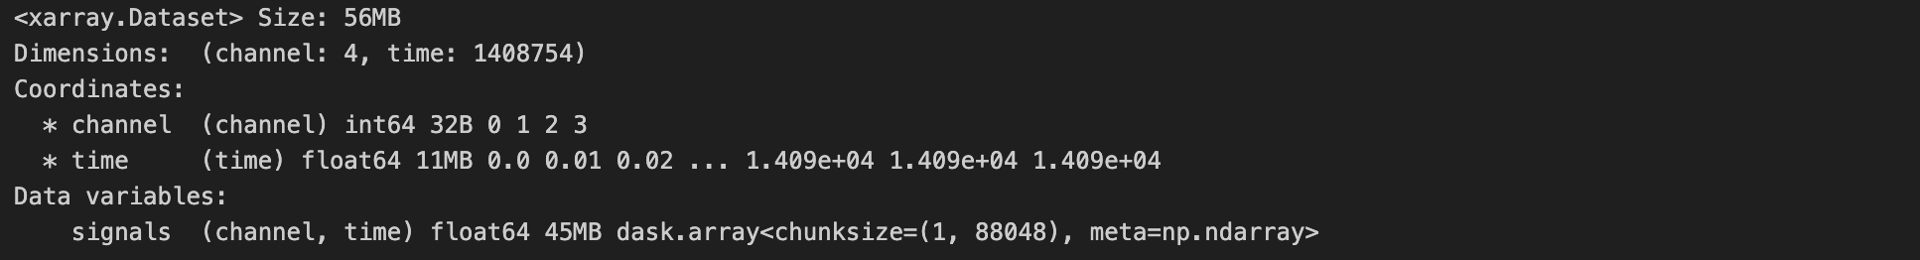 <xarray.Dataset> Size: 56MB
Dimensions:  (channel: 4, time: 1408754)
Coordinates:
  * channel  (channel) int64 32B 0 1 2 3
  * time     (time) float64 11MB 0.0 0.01 0.02 ... 1.409e+04 1.409e+04 1.409e+04
Data variables:
    signals  (channel, time) float64 45MB dask.array<chunksize=(1, 88048), meta=np.ndarray>